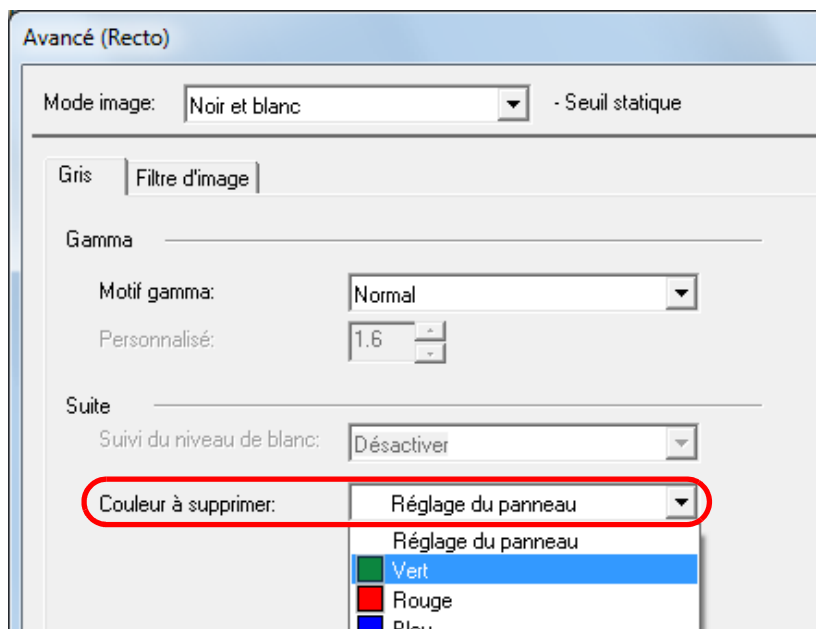 Avancé (Recto)
Mode image: Noir et blanc - Seuil statique
Gris Filtre d'image
Gamma
Motif gamma: Normal
Personnalisé: 1.6
Suite
Suivi du niveau de blanc: Désactiver
Couleur à supprimer: Réglage du panneau
Réglage du panneau
Vert
Rouge
Bleu